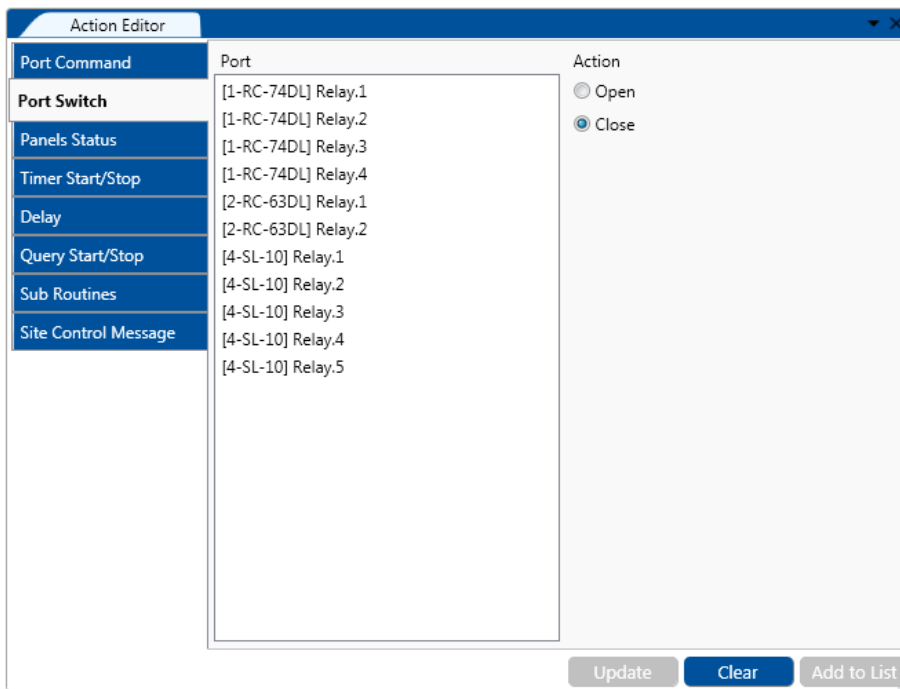 Action Editor
Port Command
Port Switch
Panels Status
Timer Start/Stop
Delay
Query Start/Stop
Sub Routines
Site Control Message
Port
[1-RC-74DL] Relay.1
[1-RC-74DL] Relay.2
[1-RC-74DL] Relay.3
[1-RC-74DL] Relay.4
[2-RC-63DL] Relay.1
[2-RC-63DL] Relay.2
[4-SL-10] Relay.1
[4-SL-10] Relay.2
[4-SL-10] Relay.3
[4-SL-10] Relay.4
[4-SL-10] Relay.5
Action
Open
Close
Update
Clear
Add to List